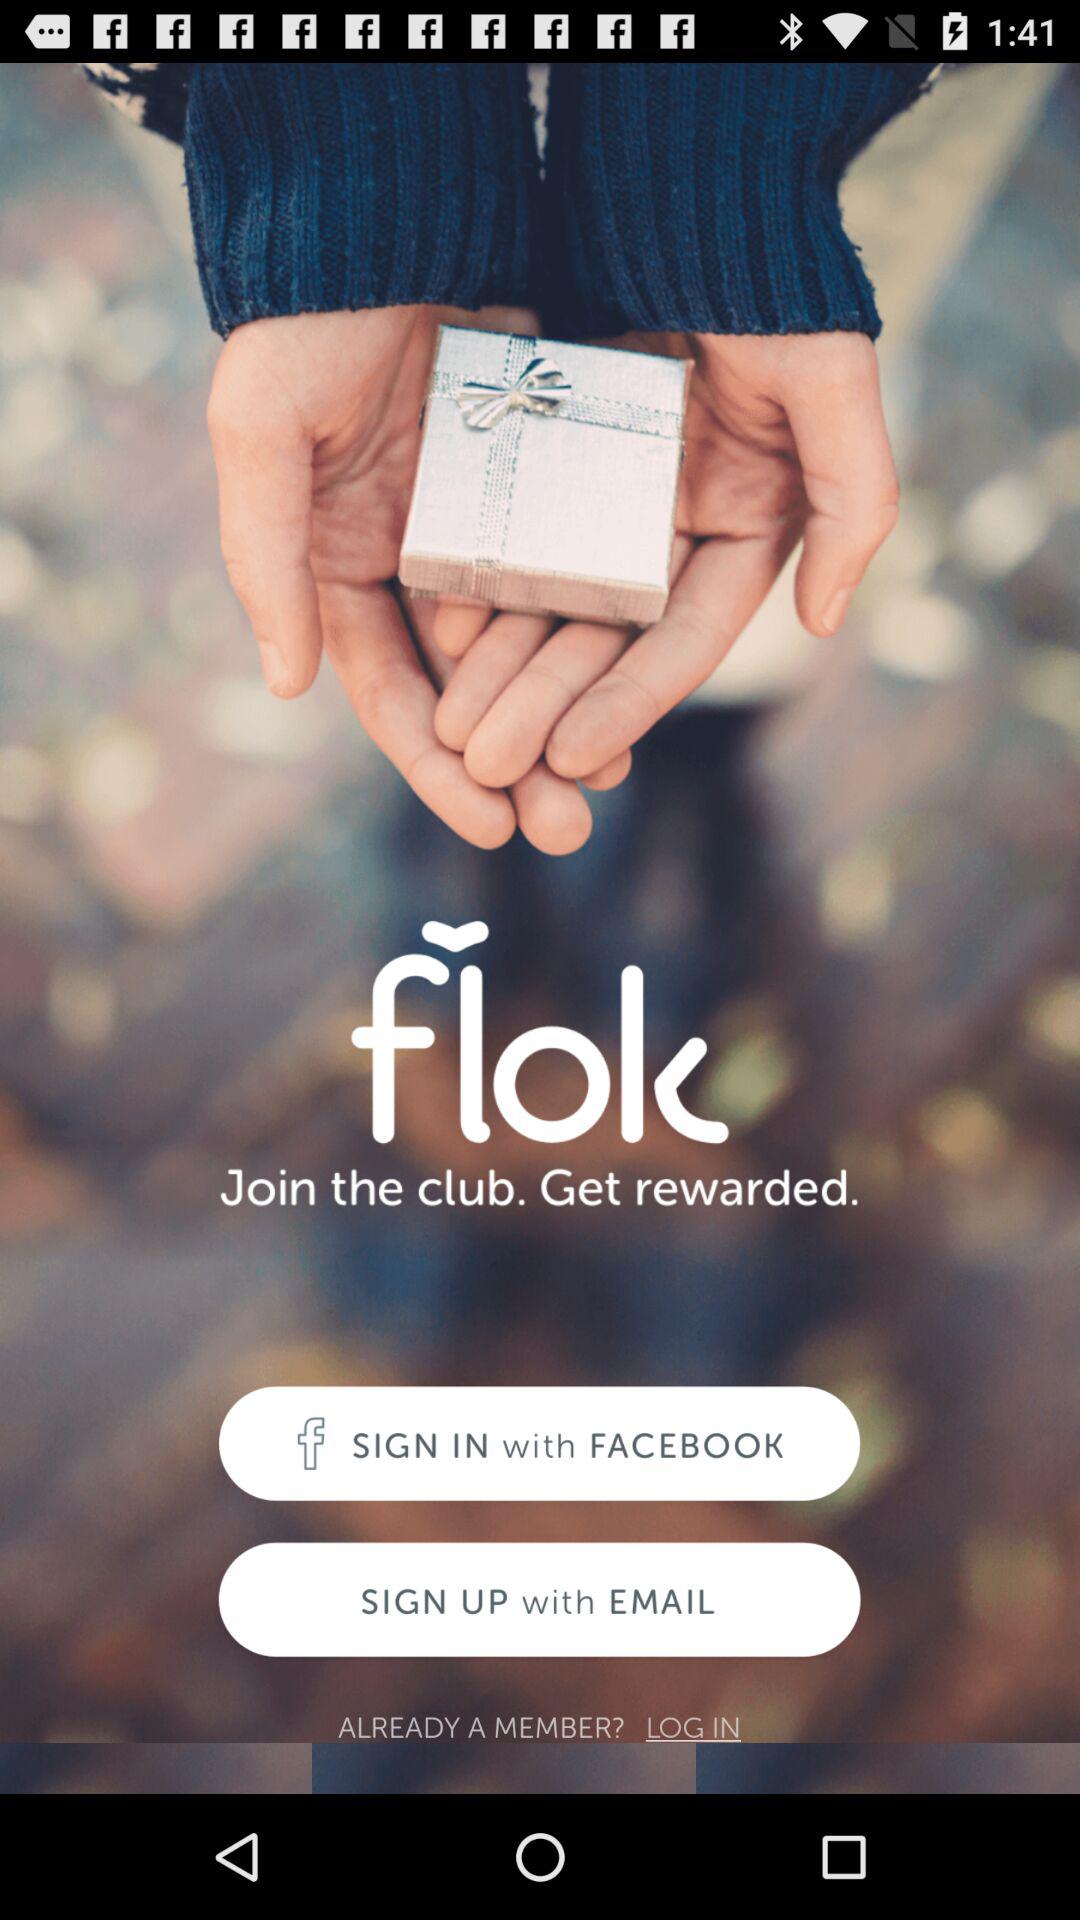 1:41
flok
Join the club. Get rewarded.
SIGN IN with FACEBOOK
SIGN UP with EMAIL
ALREADY A MEMBER? LOG IN